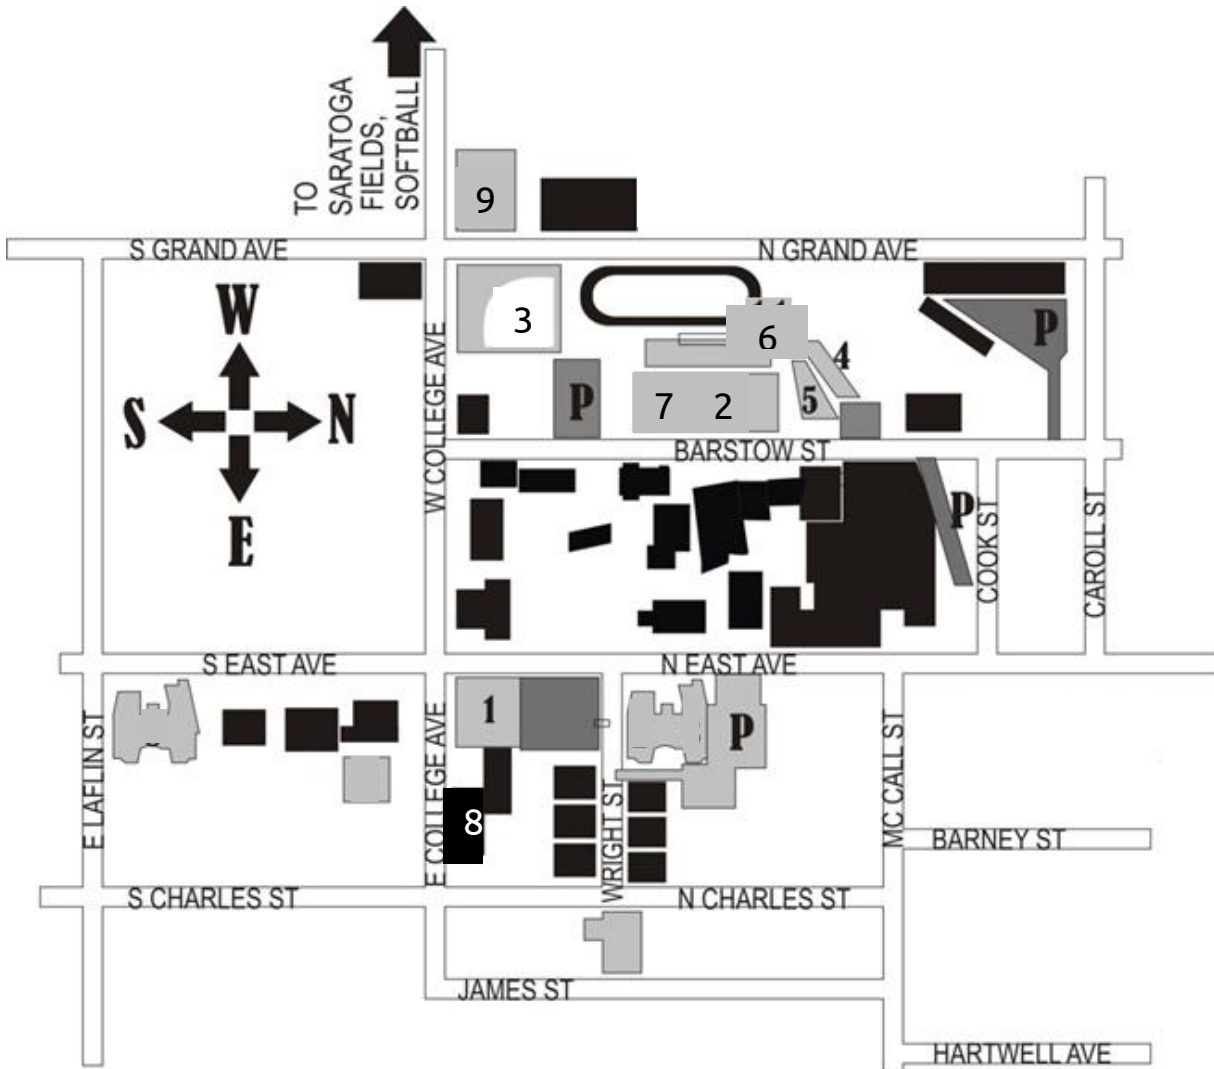 TO
SARATOGA
FIELDS,
SOFTBALL
9
S GRAND AVE
N GRAND AVE
W
S
N
E
W COLLEGE AVE
3
6
4
P
P
7
2
5
BARSTOW ST
P
COOK ST
CAROLL ST
S EAST AVE
N EAST AVE
E LAFLIN ST
E COLLEGE AVE
1
P
8
WRIGHT ST
MC CALL ST
BARNEY ST
S CHARLES ST
N CHARLES ST
JAMES ST
HARTWELL AVE